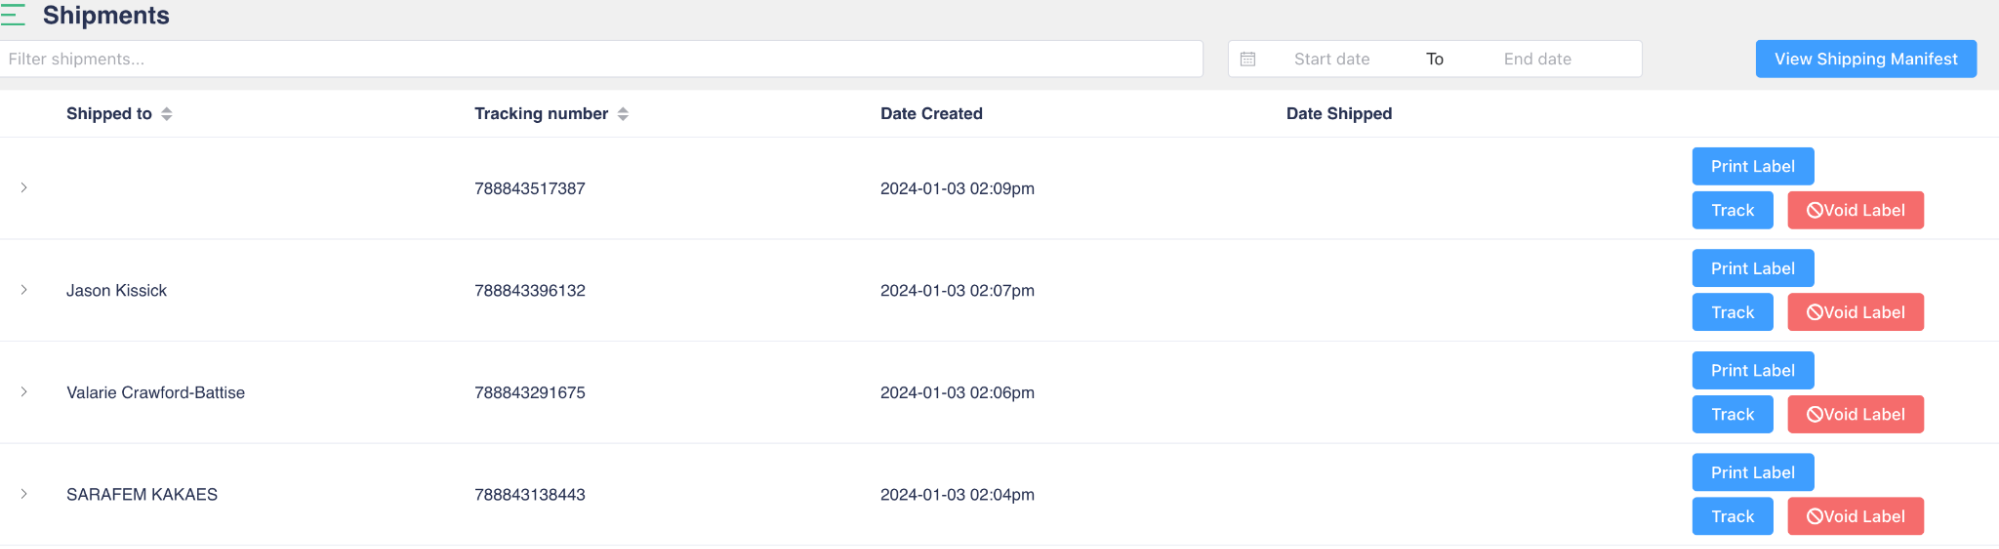 Shipments
Filter shipments... Start date To End date View Shipping Manifest
Shipped to Tracking number Date Created Date Shipped
Print Label
788843517387 2024-01-03 02:09pm
Track Void Label
Print Label
Jason Kissick 788843396132 2024-01-03 02:07pm
Track Void Label
Print Label
Valarie Crawford-Battise 788843291675 2024-01-03 02:06pm
Track Void Label
Print Label
SARAFEM KAKAES 788843138443 2024-01-03 02:04pm
Track Void Label